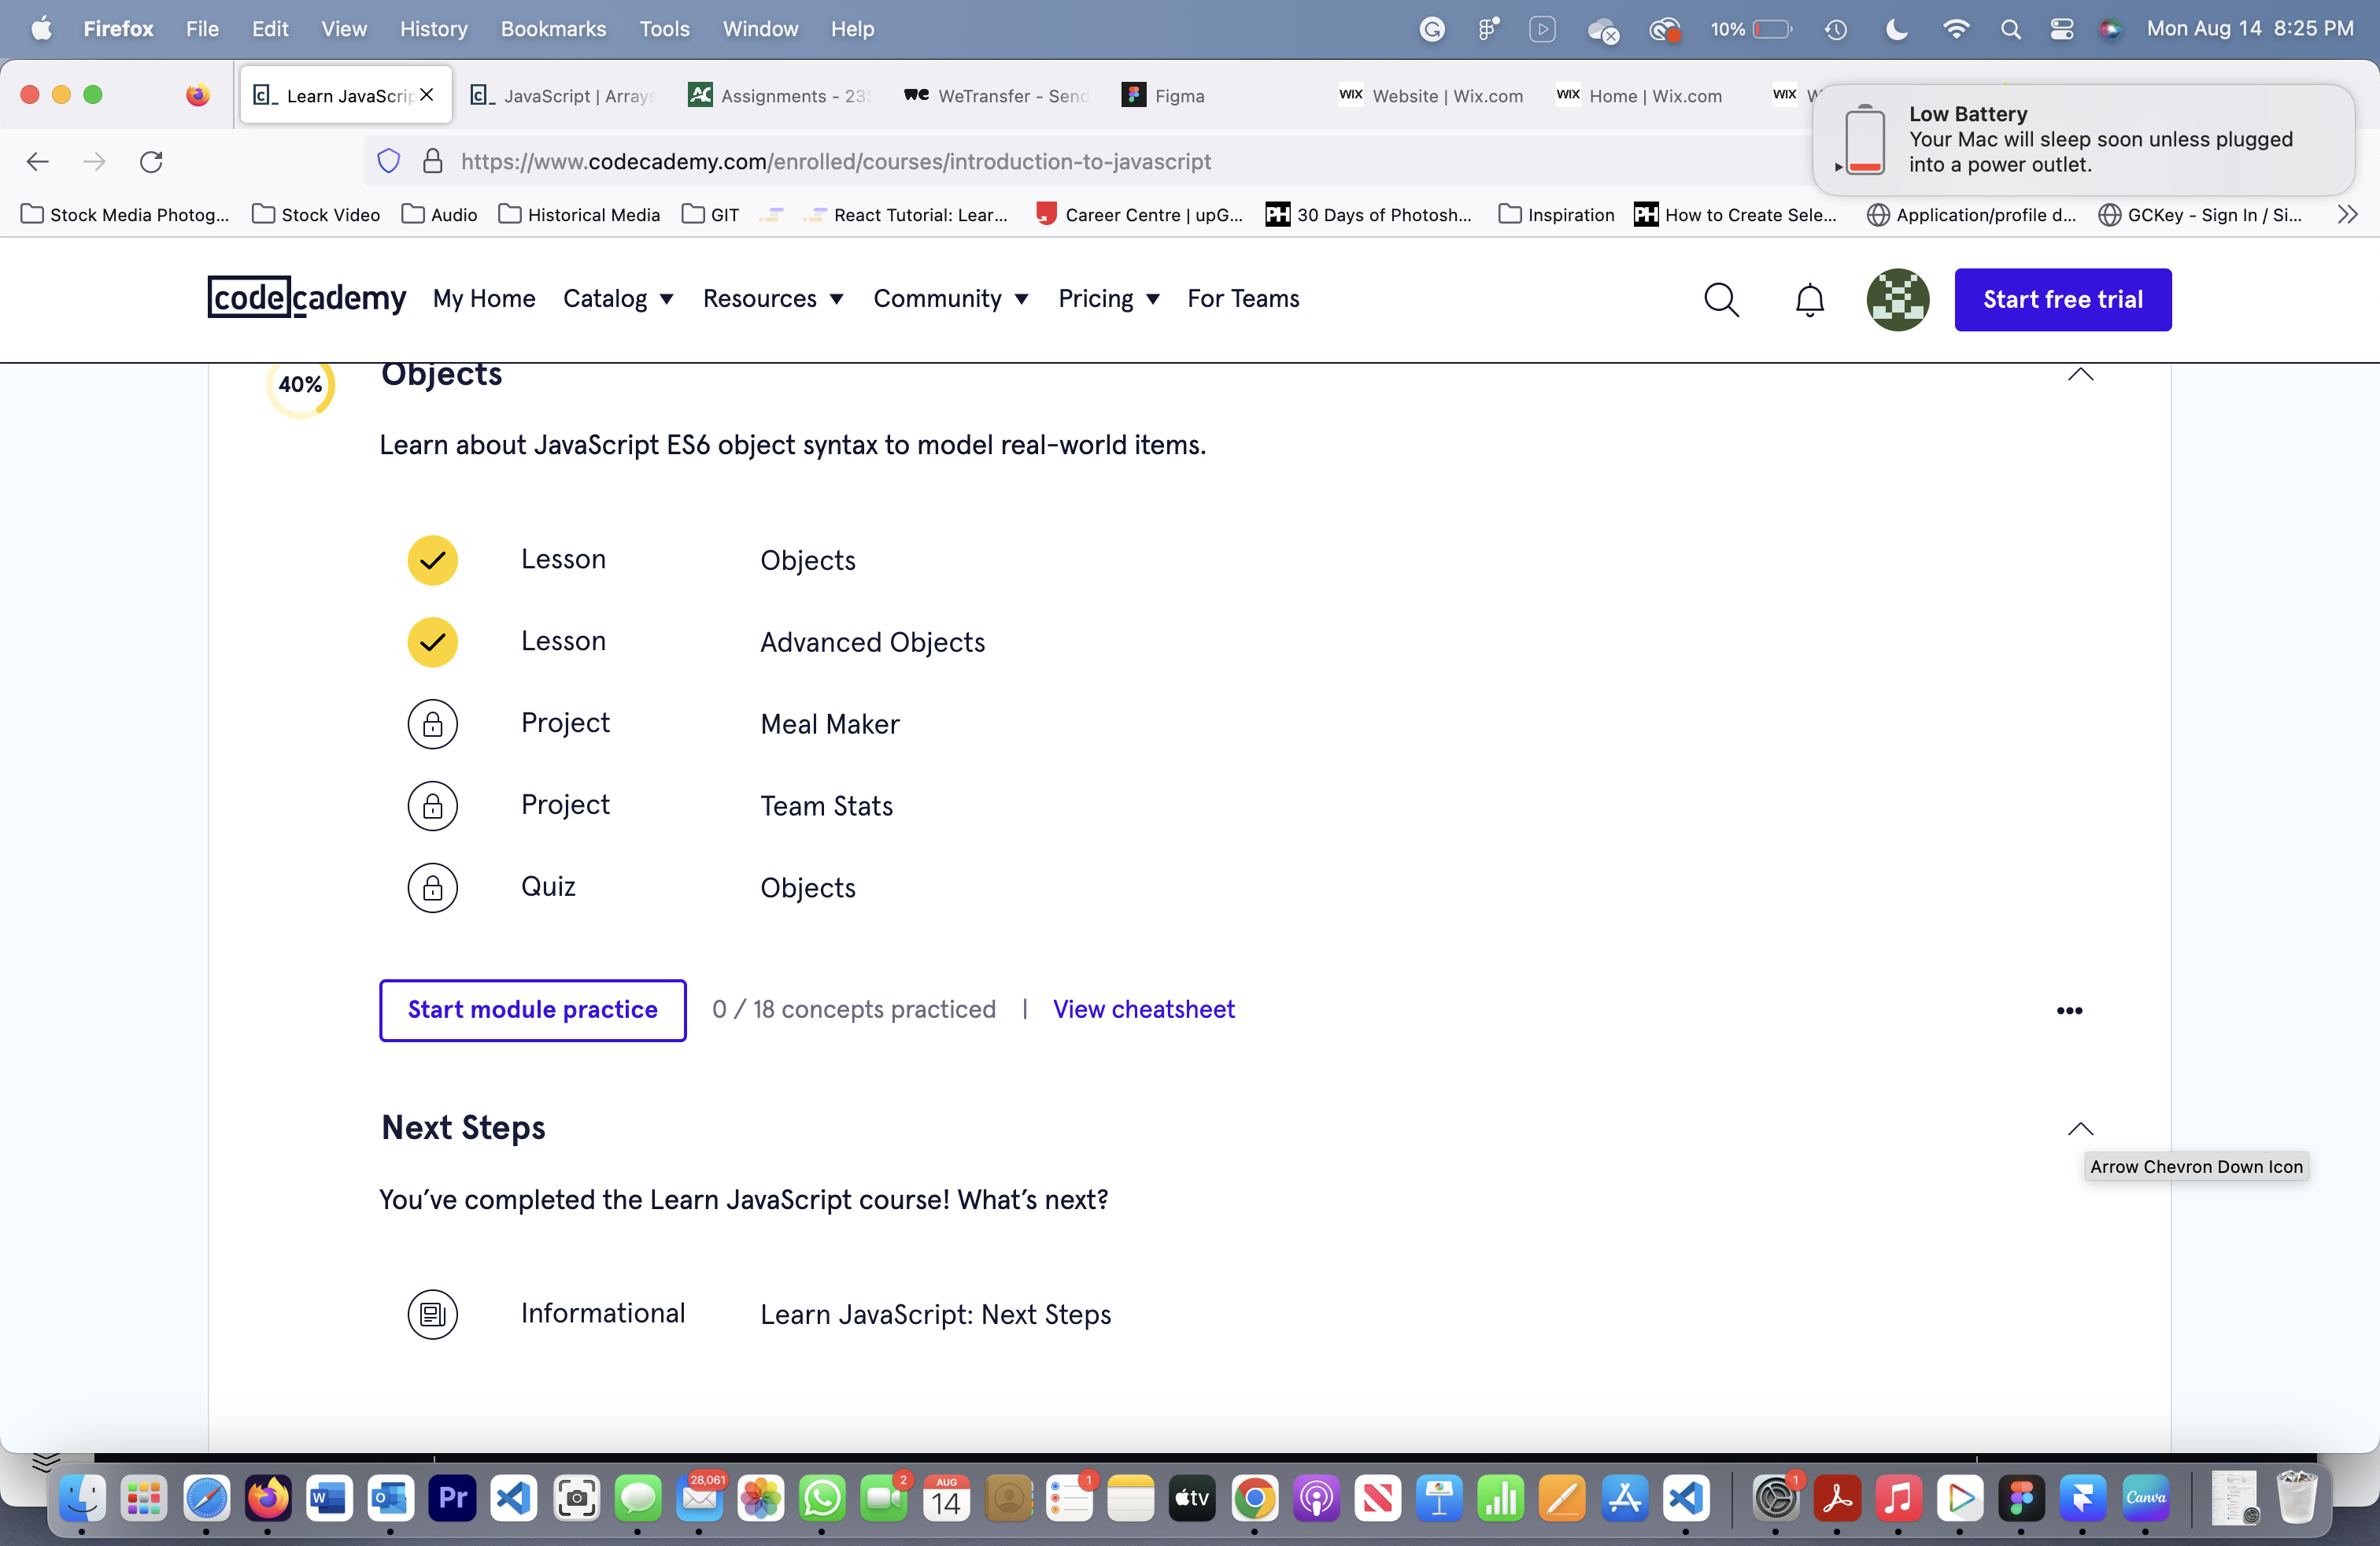 Firefox File Edit View History Bookmarks Tools Window Help 10% Mon Aug 14 8:25 PM
Learn JavaScrip JavaScript | Arrays Assignments - 23S WeTransfer - Send Figma WIX Website | Wix.com WIX Home | Wix.com WIX
Low Battery
Your Mac will sleep soon unless plugged
into a power outlet.
https://www.codecademy.com/enrolled/courses/introduction-to-javascript
Stock Media Photog... Stock Video Audio Historical Media GIT React Tutorial: Lear... Career Centre | upG... PH 30 Days of Photosh... Inspiration PH How to Create Sele... Application/profile d... GCKey - Sign In / Si...
codecademy My Home Catalog Resources Community Pricing For Teams Start free trial
40% Objects
Learn about JavaScript ES6 object syntax to model real-world items.
Lesson Objects
Lesson Advanced Objects
Project Meal Maker
Project Team Stats
Quiz Objects
Start module practice 0 / 18 concepts practiced | View cheatsheet
Next Steps
Arrow Chevron Down Icon
You’ve completed the Learn JavaScript course! What’s next?
Informational Learn JavaScript: Next Steps
W O Pr 28,061 2 AUG 14 1 tv 1 Canva